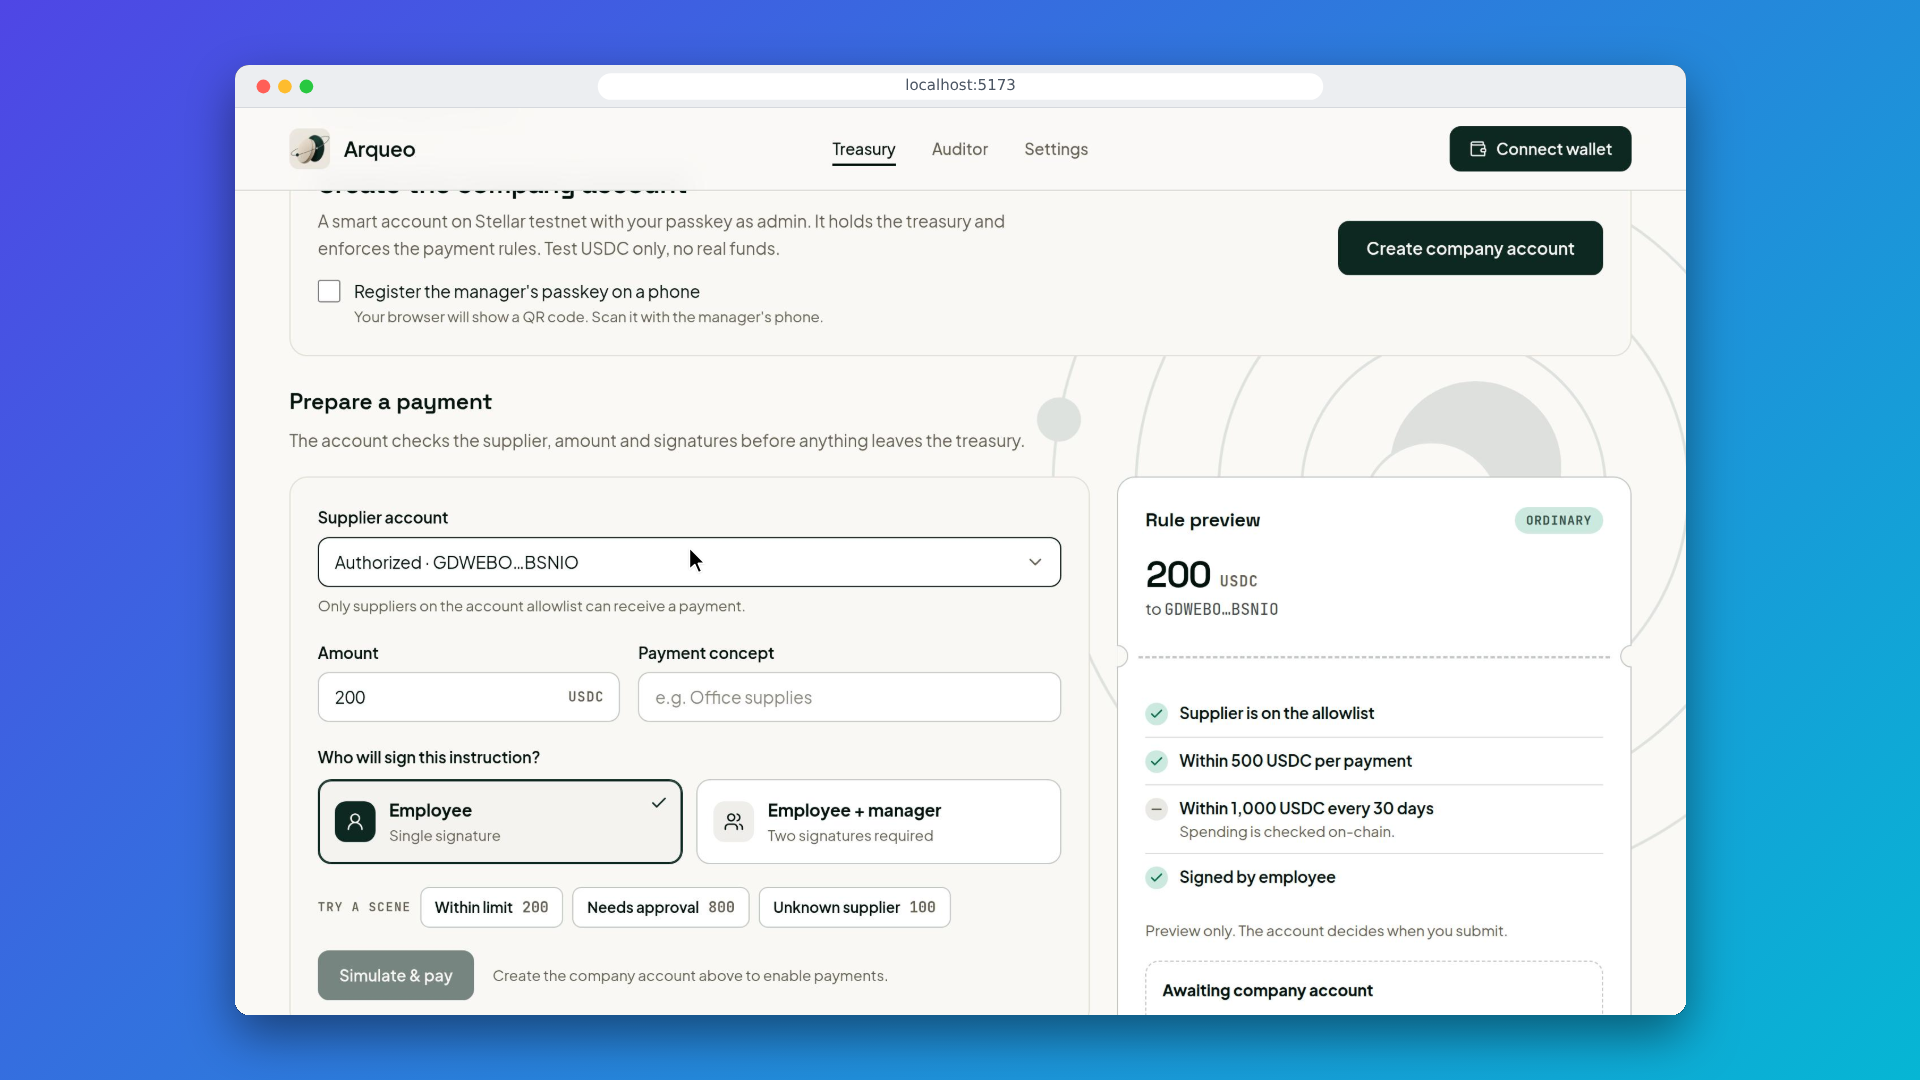 localhost:5173
Arqueo
Treasury
Auditor
Settings
Connect wallet
Create the company account
A smart account on Stellar testnet with your passkey as admin. It holds the treasury and
enforces the payment rules. Test USDC only, no real funds.
Create company account
Register the manager's passkey on a phone
Your browser will show a QR code. Scan it with the manager's phone.
Prepare a payment
The account checks the supplier, amount and signatures before anything leaves the treasury.
Supplier account
Authorized · GDWEBO…BSNIO
Only suppliers on the account allowlist can receive a payment.
Amount
Payment concept
200 USDC
e.g. Office supplies
Who will sign this instruction?
Employee
Single signature
Employee + manager
Two signatures required
TRY A SCENE
Within limit 200
Needs approval 800
Unknown supplier 100
Simulate & pay
Create the company account above to enable payments.
Rule preview
ORDINARY
200 USDC
to GDWEBO…BSNIO
Supplier is on the allowlist
Within 500 USDC per payment
Within 1,000 USDC every 30 days
Spending is checked on-chain.
Signed by employee
Preview only. The account decides when you submit.
Awaiting company account